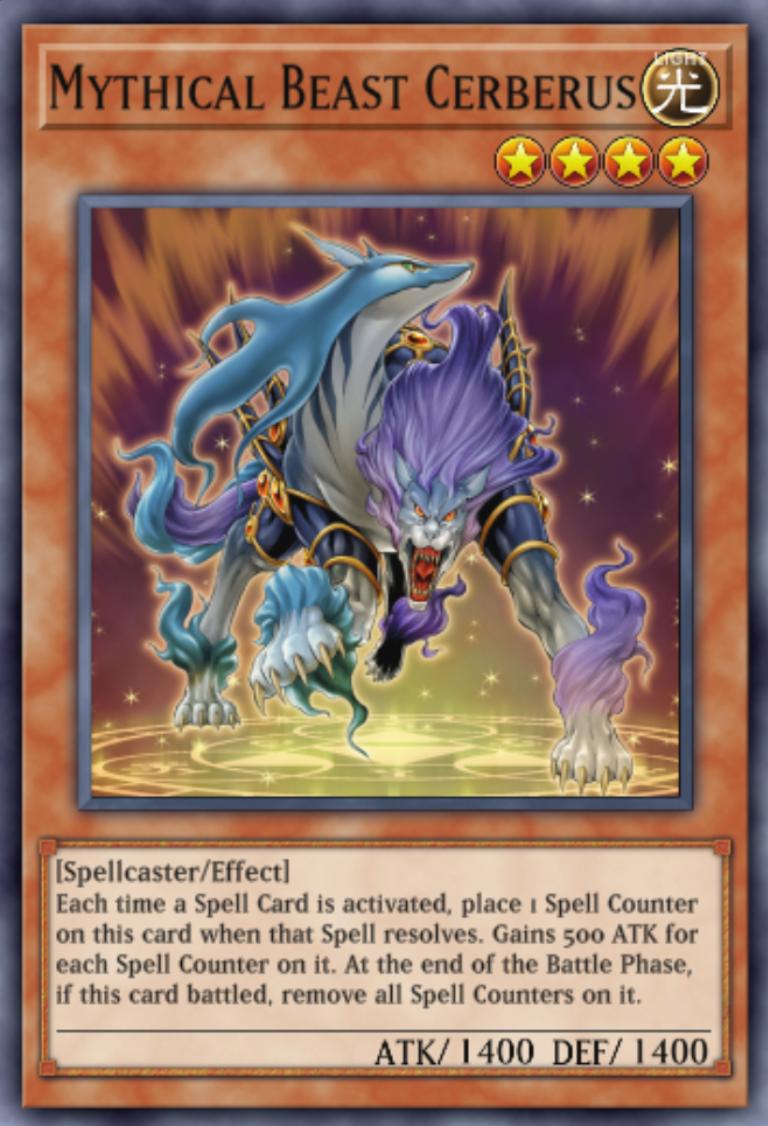 MYTHICAL BEAST CERBERUS
LIGHT
光
[Spellcaster/Effect]
Each time a Spell Card is activated, place 1 Spell Counter
on this card when that Spell resolves. Gains 500 ATK for
each Spell Counter on it. At the end of the Battle Phase,
if this card battled, remove all Spell Counters on it.
ATK/ 1400 DEF/ 1400